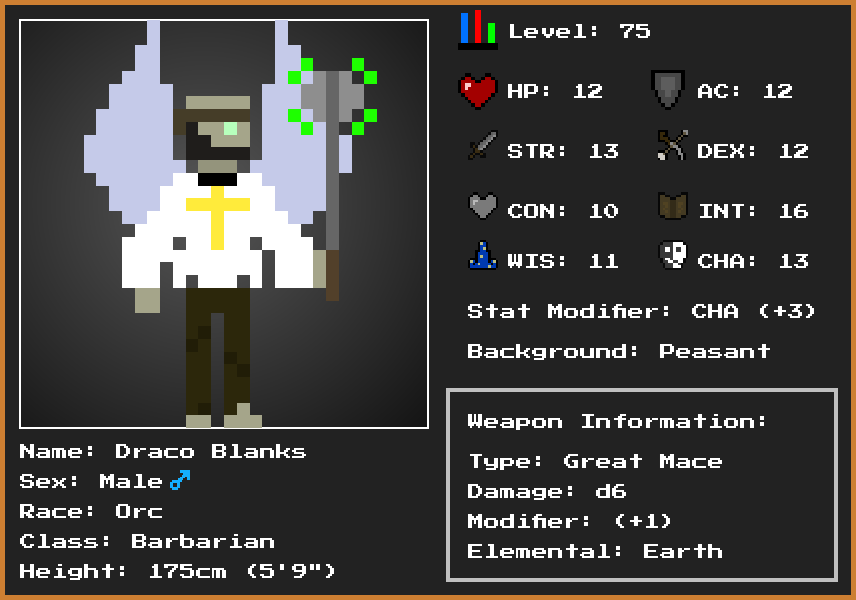 Level: 75
HP: 12
AC: 12
STR: 13
DEX: 12
CON: 10
INT: 16
WIS: 11
CHA: 13
Stat Modifier: CHA (+3)
Background: Peasant
Weapon Information:
Type: Great Mace
Damage: d6
Modifier: (+1)
Elemental: Earth
Name: Draco Blanks
Sex: Male ♂
Race: Orc
Class: Barbarian
Height: 175cm (5'9")